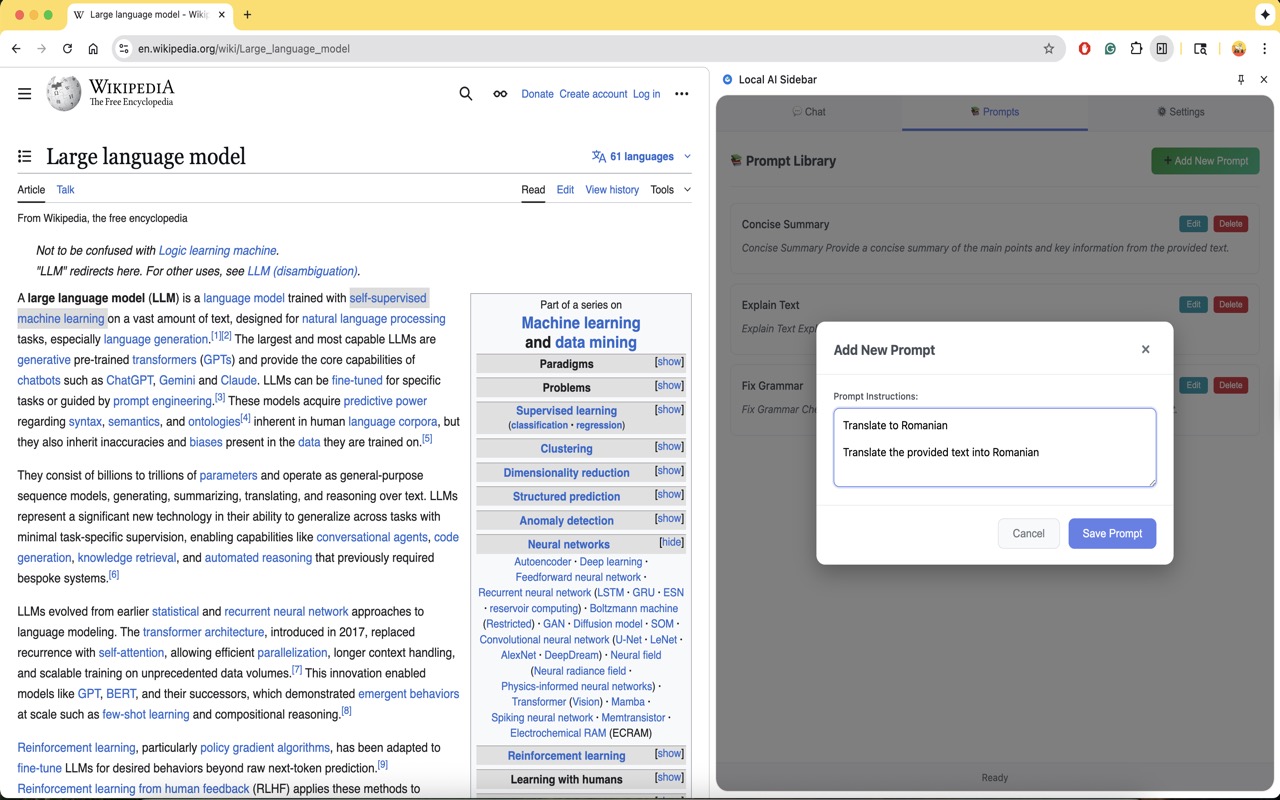 Large language model - Wiki
en.wikipedia.org/wiki/Large_language_model
WIKIPEDIA
The Free Encyclopedia
Donate Create account Log in
Large language model
61 languages
Article Talk
Read Edit View history Tools
From Wikipedia, the free encyclopedia
Not to be confused with Logic learning machine.
"LLM" redirects here. For other uses, see LLM (disambiguation).
A large language model (LLM) is a language model trained with self-supervised
machine learning on a vast amount of text, designed for natural language processing
tasks, especially language generation.[1][2] The largest and most capable LLMs are
generative pre-trained transformers (GPTs) and provide the core capabilities of
chatbots such as ChatGPT, Gemini and Claude. LLMs can be fine-tuned for specific
tasks or guided by prompt engineering.[3] These models acquire predictive power
regarding syntax, semantics, and ontologies[4] inherent in human language corpora, but
they also inherit inaccuracies and biases present in the data they are trained on.[5]
They consist of billions to trillions of parameters and operate as general-purpose
sequence models, generating, summarizing, translating, and reasoning over text. LLMs
represent a significant new technology in their ability to generalize across tasks with
minimal task-specific supervision, enabling capabilities like conversational agents, code
generation, knowledge retrieval, and automated reasoning that previously required
bespoke systems.[6]
LLMs evolved from earlier statistical and recurrent neural network approaches to
language modeling. The transformer architecture, introduced in 2017, replaced
recurrence with self-attention, allowing efficient parallelization, longer context handling,
and scalable training on unprecedented data volumes.[7] This innovation enabled
models like GPT, BERT, and their successors, which demonstrated emergent behaviors
at scale such as few-shot learning and compositional reasoning.[8]
Reinforcement learning, particularly policy gradient algorithms, has been adapted to
fine-tune LLMs for desired behaviors beyond raw next-token prediction.[9]
Reinforcement learning from human feedback (RLHF) applies these methods to
Part of a series on
Machine learning
and data mining
Paradigms [show]
Problems [show]
Supervised learning [show]
(classification • regression)
Clustering [show]
Dimensionality reduction [show]
Structured prediction [show]
Anomaly detection [show]
Neural networks [hide]
Autoencoder · Deep learning ·
Feedforward neural network ·
Recurrent neural network (LSTM · GRU · ESN
· reservoir computing) · Boltzmann machine
(Restricted) · GAN · Diffusion model · SOM ·
Convolutional neural network (U-Net · LeNet ·
AlexNet · DeepDream) · Neural field
(Neural radiance field ·
Physics-informed neural networks) ·
Transformer (Vision) · Mamba ·
Spiking neural network · Memtransistor ·
Electrochemical RAM (ECRAM)
Reinforcement learning [show]
Learning with humans [show]
Local AI Sidebar
Chat Prompts Settings
Prompt Library
+ Add New Prompt
Concise Summary
Edit Delete
Concise Summary Provide a concise summary of the main points and key information from the provided text.
Explain Text
Edit Delete
Explain Text
Fix Grammar
Edit Delete
Fix Grammar
Add New Prompt
Prompt Instructions:
Translate to Romanian
Translate the provided text into Romanian
Cancel Save Prompt
Ready